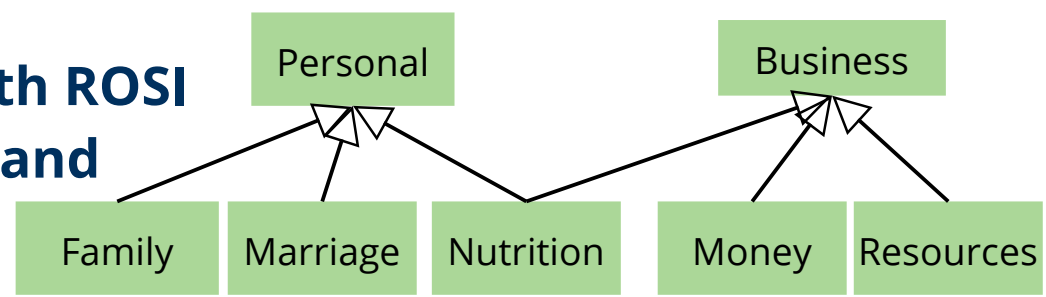 Personal
Business
th ROSI
and
Family
Marriage
Nutrition
Money
Resources